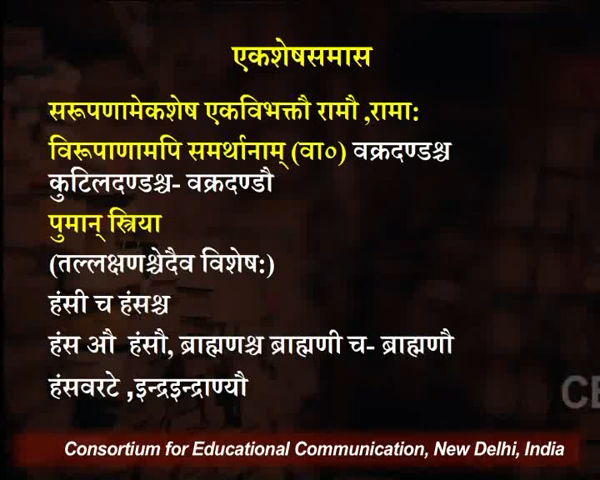 एकशेषसमास
सरूपणामेकशेष एकविभक्तौ रामौ ,रामा:
विरूपाणामपि समर्थानाम् (वा०) वक्रदण्डश्च
कुटिलदण्डश्च- वक्रदण्डौ
पुमान् स्त्रिया
(तल्लक्षणश्चेदैव विशेष:)
हंसी च हंसश्च
हंस औ हंसौ, ब्राह्मणश्च ब्राह्मणी च- ब्राह्मणौ
हंसवरटे ,इन्द्रइन्द्राण्यौ
CE
Consortium for Educational Communication, New Delhi, India